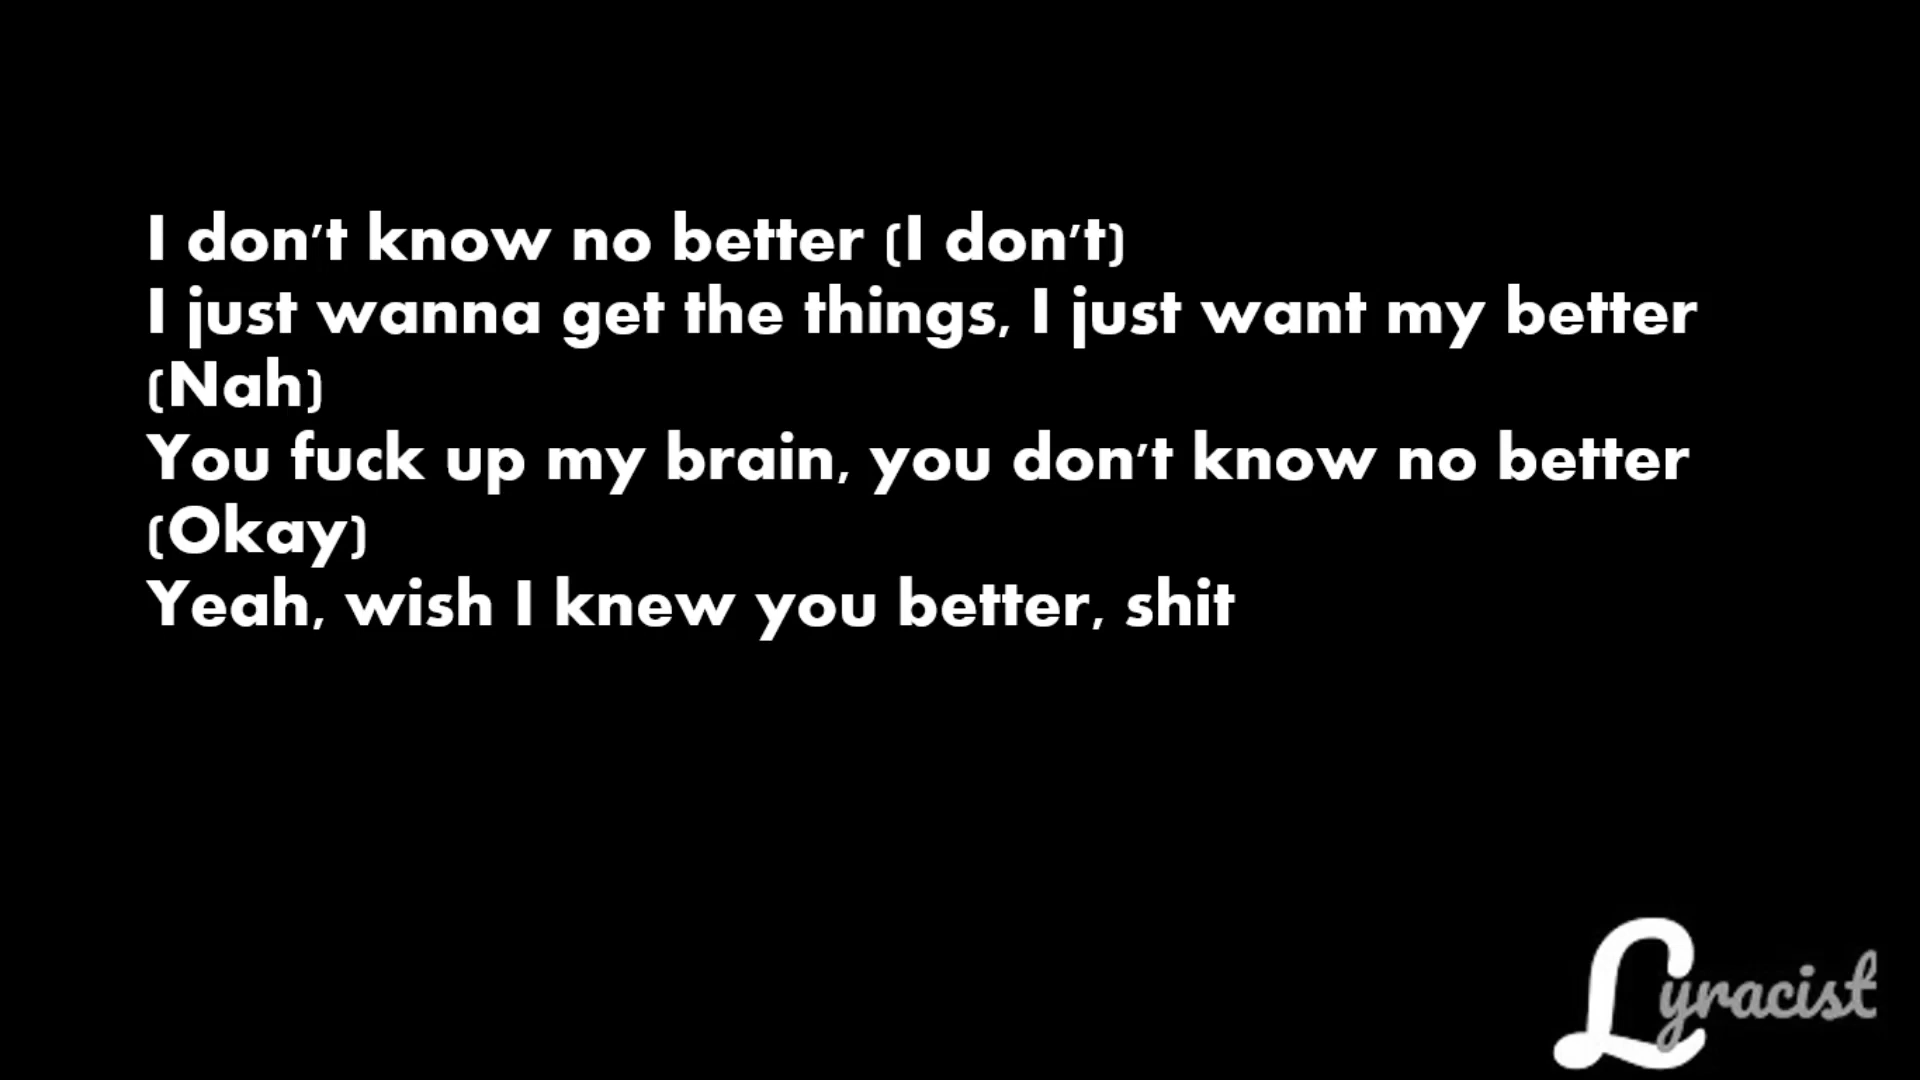 I don't know no better (I don't)
I just wanna get the things, I just want my better
(Nah)
You fuck up my brain, you don't know no better
(Okay)
Yeah, wish I knew you better, shit
Lyracist